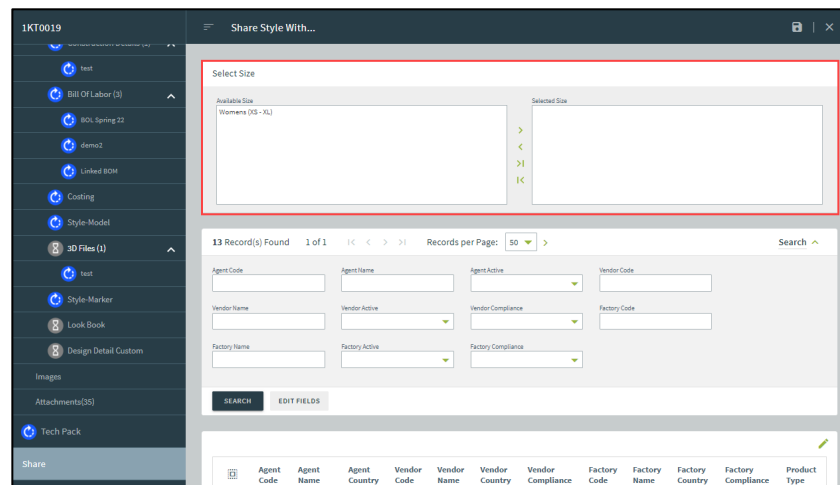 1KT0019
Share Style With...
Construction Details (1)
test
Bill Of Labor (3)
BOL Spring 22
demo2
Linked BOM
Costing
Style-Model
3D Files (1)
test
Style-Marker
Look Book
Design Detail Custom
Images
Attachments(35)
Tech Pack
Share
Select Size
Available Size
Selected Size
Womens (XS - XL)
13 Record(s) Found 1 of 1 Records per Page: 50 Search
Agent Code Agent Name Agent Active Vendor Code
Vendor Name Vendor Active Vendor Compliance Factory Code
Factory Name Factory Active Factory Compliance
SEARCH EDIT FIELDS
Agent Agent Agent Vendor Vendor Vendor Vendor Factory Factory Factory Factory Product
Code Name Country Code Name Country Compliance Code Name Country Compliance Type